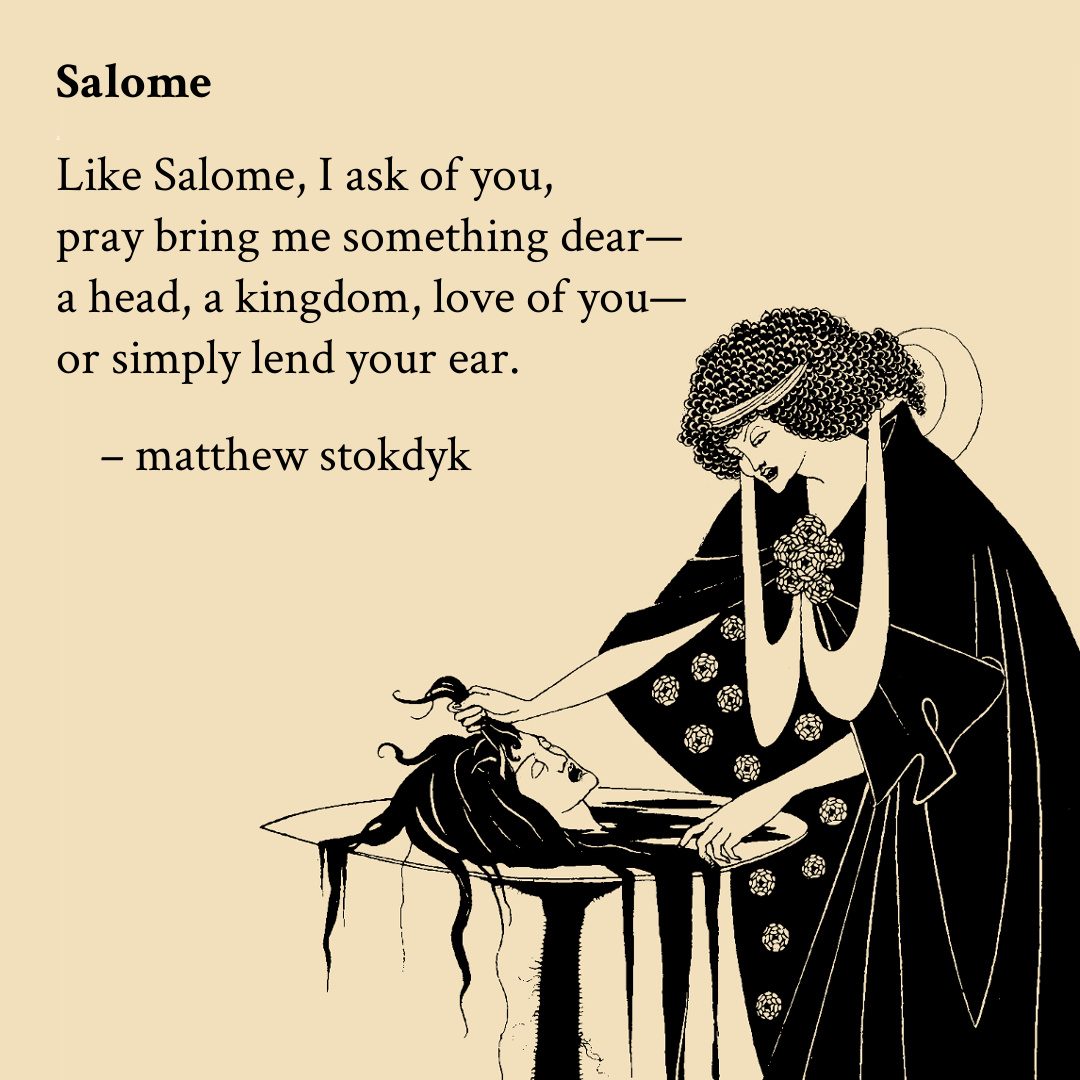 Salome
Like Salome, I ask of you,
pray bring me something dear—
a head, a kingdom, love of you—
or simply lend your ear.
– matthew stokdyk